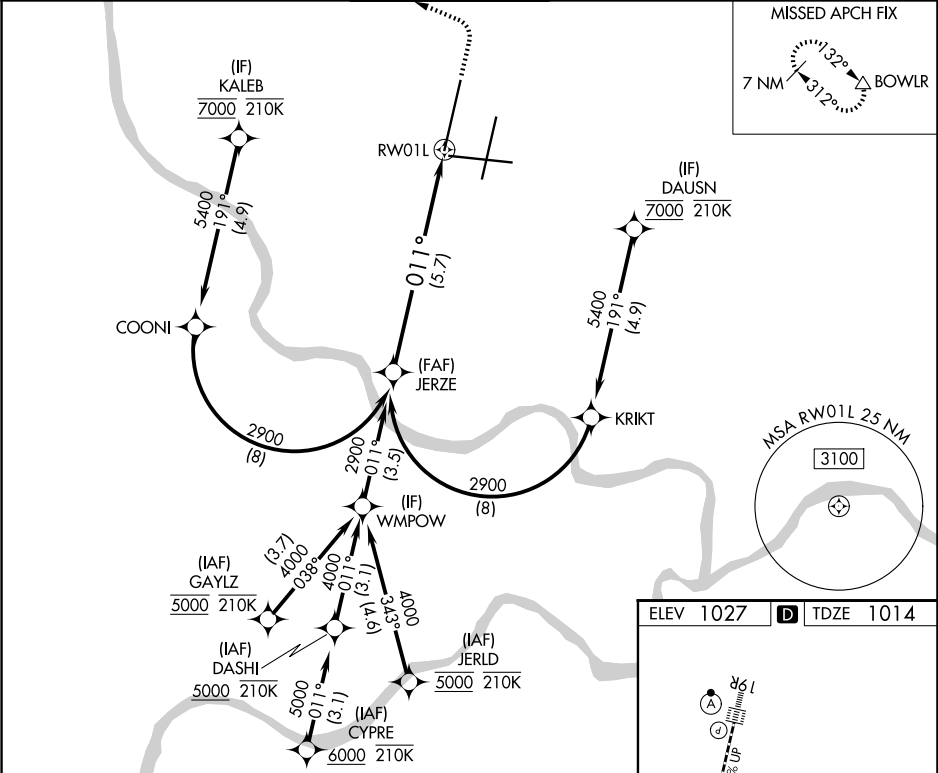 MISSED APCH FIX
132°
7 NM
BOWLR
312°
(IF)
KALEB
7000 210K
RW01L
(IF)
DAUSN
7000 210K
5400
191°
(4.9)
011°
(5.7)
5400
191°
(4.9)
COONI
(FAF)
JERZE
KRIKT
MSA RW01L 25 NM
3100
2900
(8)
2900
011°
(3.5)
2900
(8)
(IF)
WMPOW
(3.7)
4000
038°
4000
011°
(3.1)
4000
343°
(4.6)
(IAF)
GAYLZ
5000 210K
(IAF)
DASHI
5000 210K
(IAF)
JERLD
5000 210K
5000
011°
(3.1)
(IAF)
CYPRE
6000 210K
ELEV 1027 D TDZE 1014
19R
A
P
UP